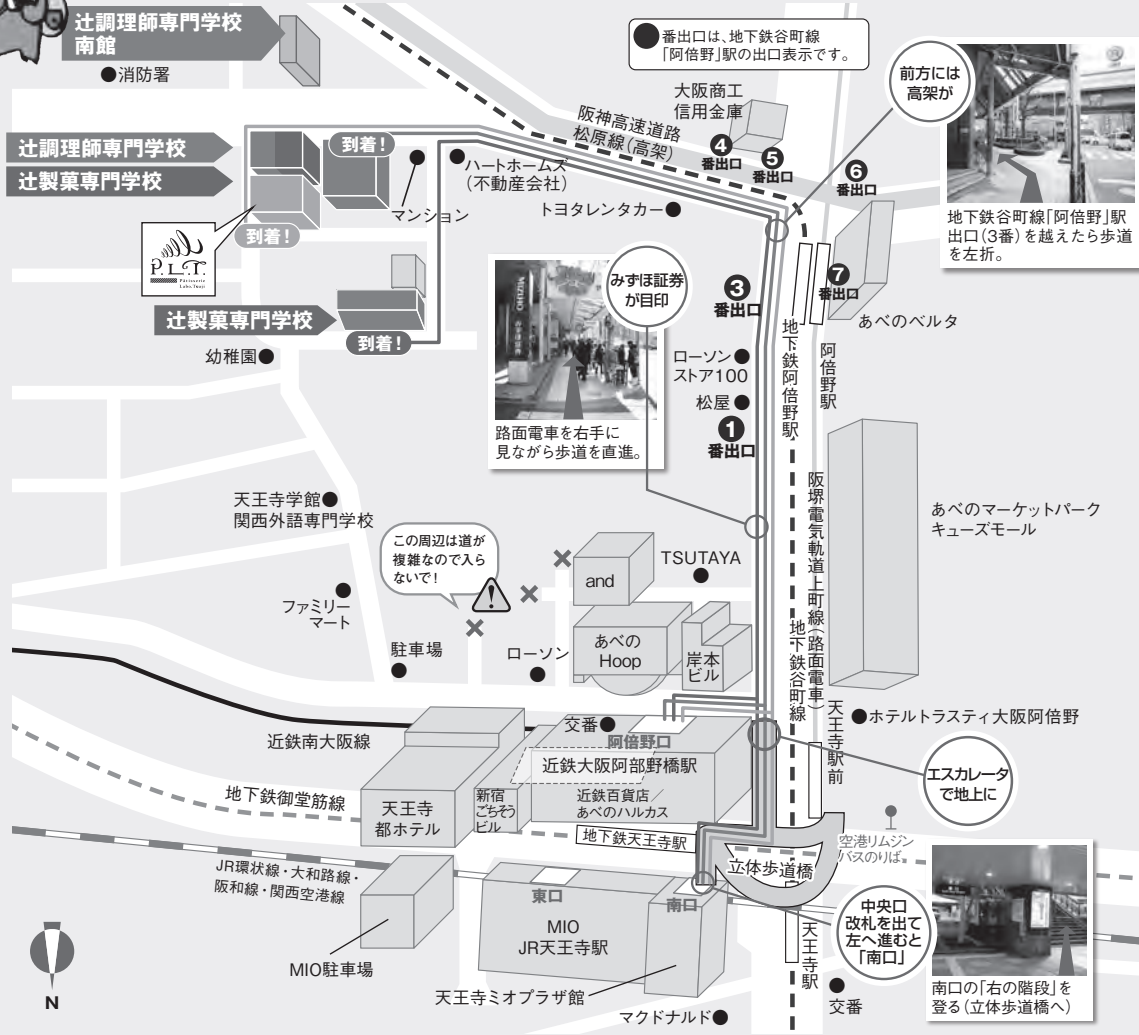 辻調理師専門学校
南館
●消防署
●番出口は、地下鉄谷町線
「阿倍野」駅の出口表示です。
前方には
高架が
大阪商工
信用金庫
阪神高速道路
松原線(高架)
4
番出口
5
番出口
6
番出口
地下鉄谷町線「阿倍野」駅
出口(3番)を越えたら歩道
を左折。
辻調理師専門学校
辻製菓専門学校
到着!
到着!
マンション
ハートホームズ
(不動産会社)
トヨタレンタカー●
P.L.T.
Pâtisserie
Labo.Tsuji
辻製菓専門学校
到着!
幼稚園●
みずほ証券
が目印
MIZUHO
路面電車を右手に
見ながら歩道を直進。
3
番出口
7
番出口
あべのベルタ
ローソン●
ストア100
松屋●
1
番出口
地下鉄阿倍野駅
阿倍野駅
天王寺学館●
関西外語専門学校
この周辺は道が
複雑なので入ら
ないで!
ファミリー
マート
駐車場
ローソン
and
TSUTAYA
あべの
Hoop
岸本
ビル
阪堺電気軌道上町線(路面電車)
地下鉄谷町線
あべのマーケットパーク
キューズモール
近鉄南大阪線
交番●
阿倍野口
近鉄大阪阿部野橋駅
天王寺駅前
●ホテルトラスティ大阪阿倍野
エスカレータ
で地上に
地下鉄御堂筋線
天王寺
都ホテル
新宿
ごちそう
ビル
近鉄百貨店/
あべのハルカス
地下鉄天王寺駅
立体歩道橋
空港リムジン
バスのりば
JR環状線・大和路線・
阪和線・関西空港線
東口
南口
MIO
JR天王寺駅
中央口
改札を出て
左へ進むと
「南口」
MIO駐車場
天王寺ミオプラザ館
マクドナルド●
天王寺駅
交番
南口の「右の階段」を
登る(立体歩道橋へ)
N